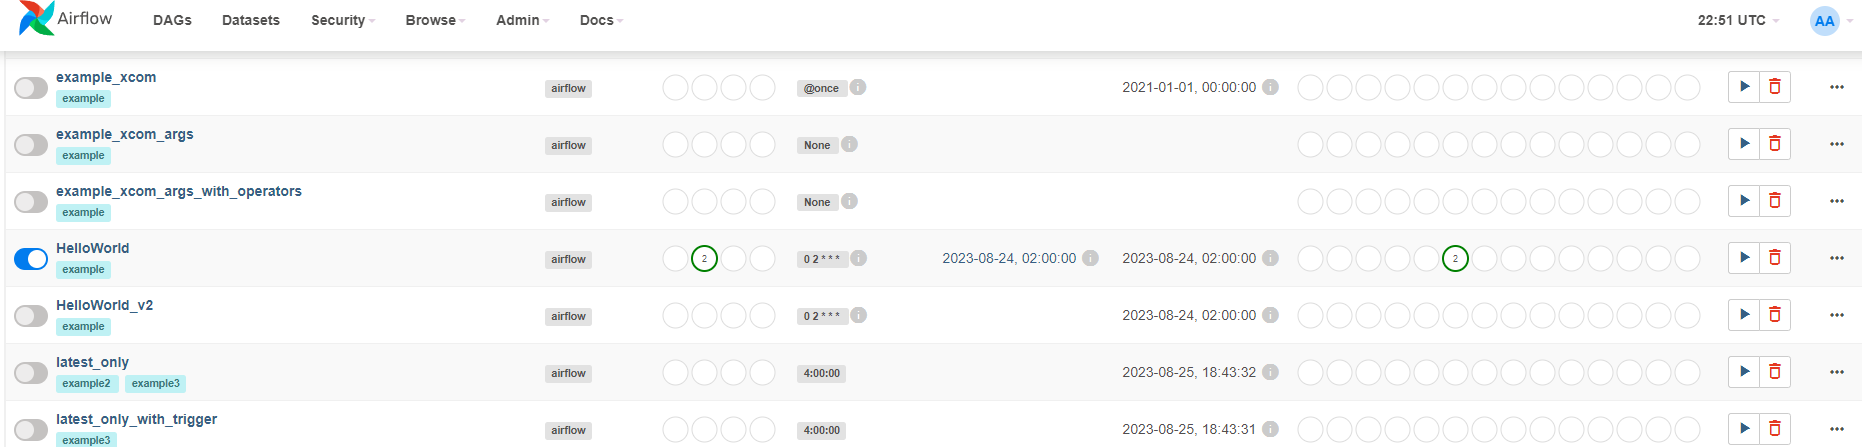 Airflow DAGs Datasets Security Browse Admin Docs 22:51 UTC AA
example_xcom
example airflow @once i 2021-01-01, 00:00:00 i
example_xcom_args
example airflow None i
example_xcom_args_with_operators
example airflow None i
HelloWorld
example airflow 2 0 2 * * * i 2023-08-24, 02:00:00 i 2023-08-24, 02:00:00 i 2
HelloWorld_v2
example airflow 0 2 * * * i 2023-08-24, 02:00:00 i
latest_only
example2 example3 airflow 4:00:00 2023-08-25, 18:43:32 i
latest_only_with_trigger
example3 airflow 4:00:00 2023-08-25, 18:43:31 i